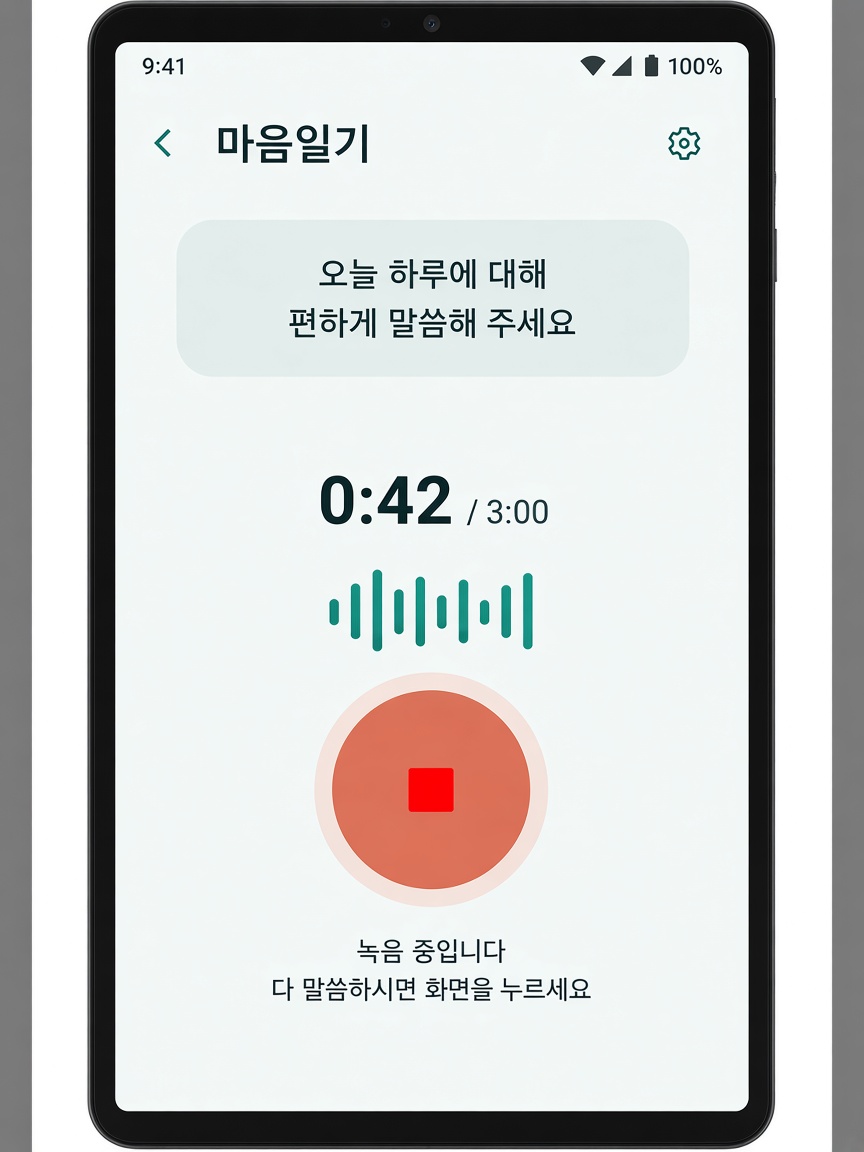 9:41
100%
마음일기
오늘 하루에 대해
편하게 말씀해 주세요
0:42 / 3:00
녹음 중입니다
다 말씀하시면 화면을 누르세요